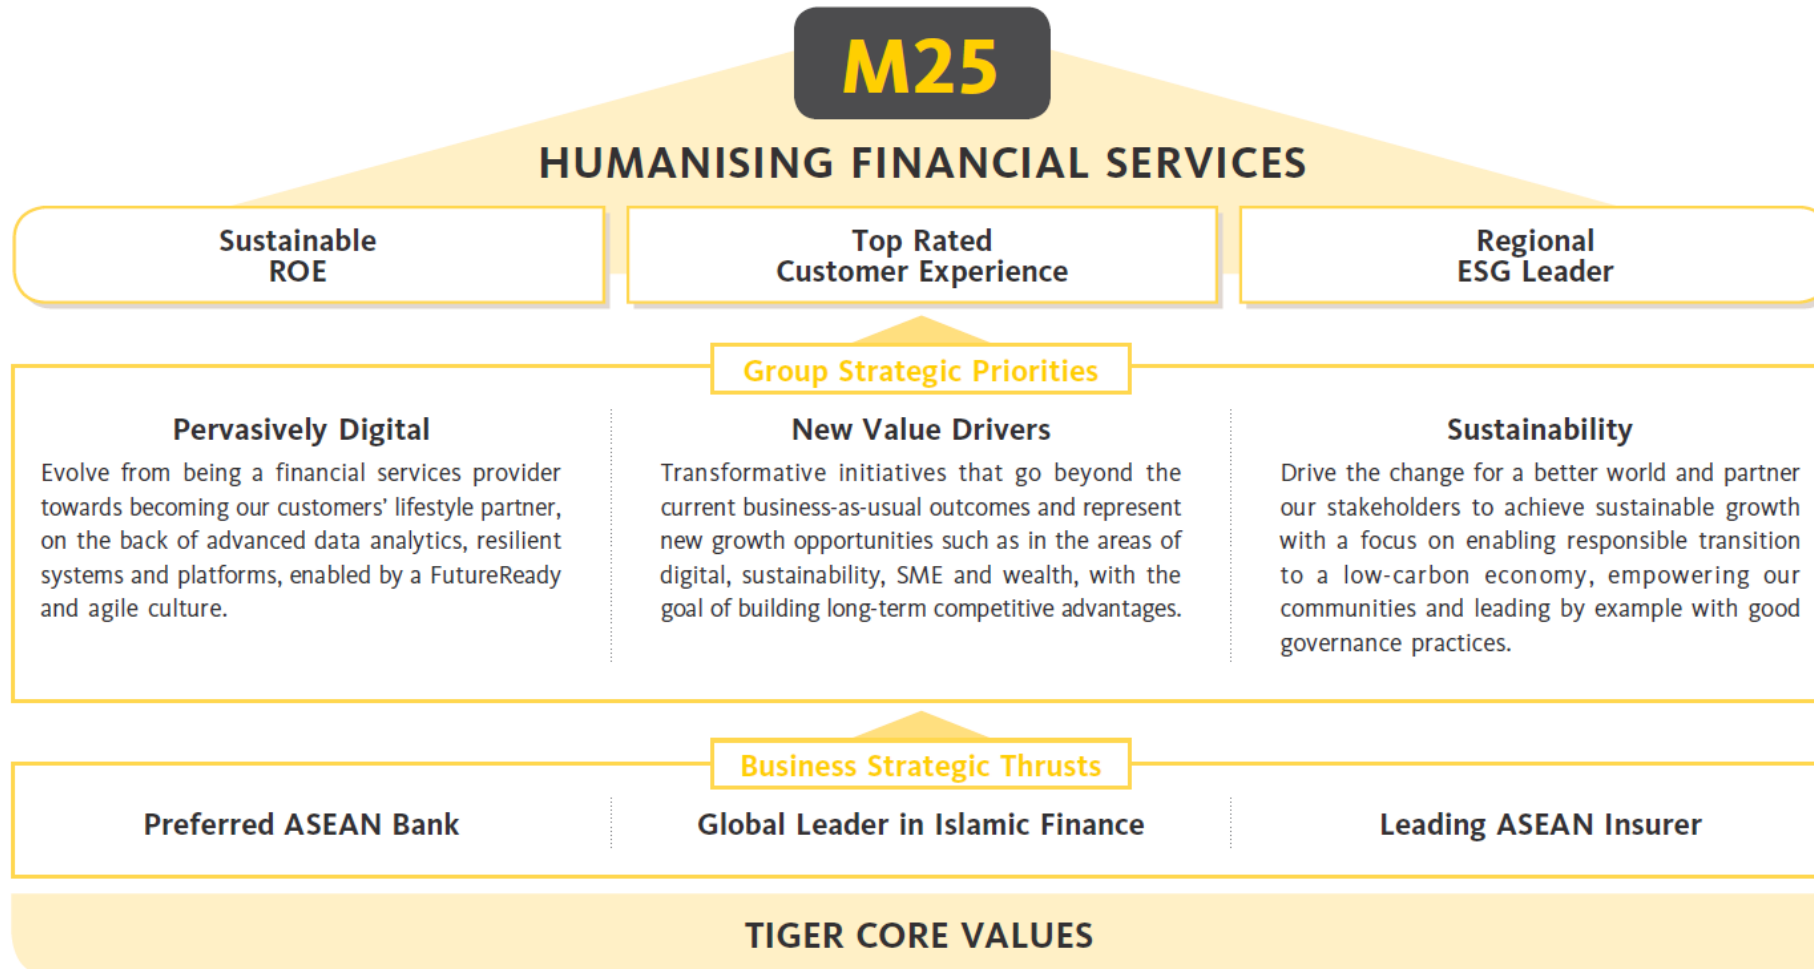 M25
HUMANISING FINANCIAL SERVICES
Sustainable
ROE
Top Rated
Customer Experience
Regional
ESG Leader
Group Strategic Priorities
Pervasively Digital
Evolve from being a financial services provider
towards becoming our customers’ lifestyle partner,
on the back of advanced data analytics, resilient
systems and platforms, enabled by a FutureReady
and agile culture.
New Value Drivers
Transformative initiatives that go beyond the
current business-as-usual outcomes and represent
new growth opportunities such as in the areas of
digital, sustainability, SME and wealth, with the
goal of building long-term competitive advantages.
Sustainability
Drive the change for a better world and partner
our stakeholders to achieve sustainable growth
with a focus on enabling responsible transition
to a low-carbon economy, empowering our
communities and leading by example with good
governance practices.
Business Strategic Thrusts
Preferred ASEAN Bank
Global Leader in Islamic Finance
Leading ASEAN Insurer
TIGER CORE VALUES